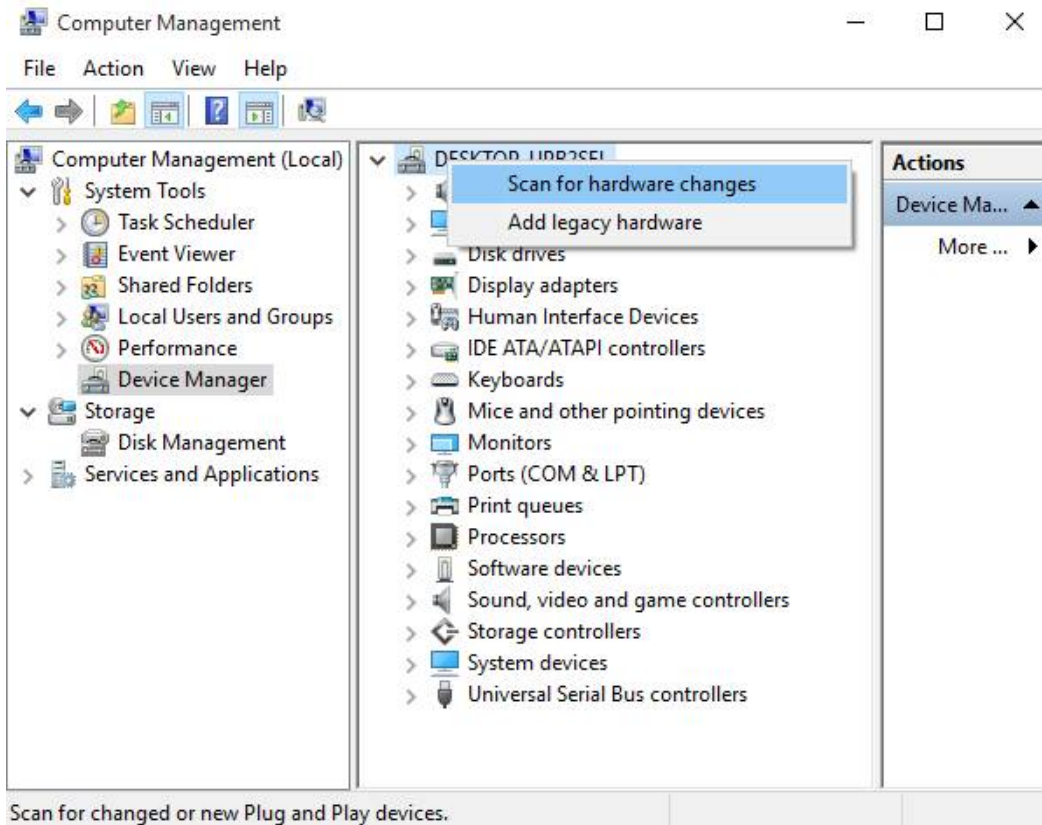 Computer Management
File Action View Help
Computer Management (Local)
System Tools
Task Scheduler
Event Viewer
Shared Folders
Local Users and Groups
Performance
Device Manager
Storage
Disk Management
Services and Applications
Scan for hardware changes
Add legacy hardware
Disk drives
Display adapters
Human Interface Devices
IDE ATA/ATAPI controllers
Keyboards
Mice and other pointing devices
Monitors
Ports (COM & LPT)
Print queues
Processors
Software devices
Sound, video and game controllers
Storage controllers
System devices
Universal Serial Bus controllers
Actions
Device Ma...
More ...
Scan for changed or new Plug and Play devices.